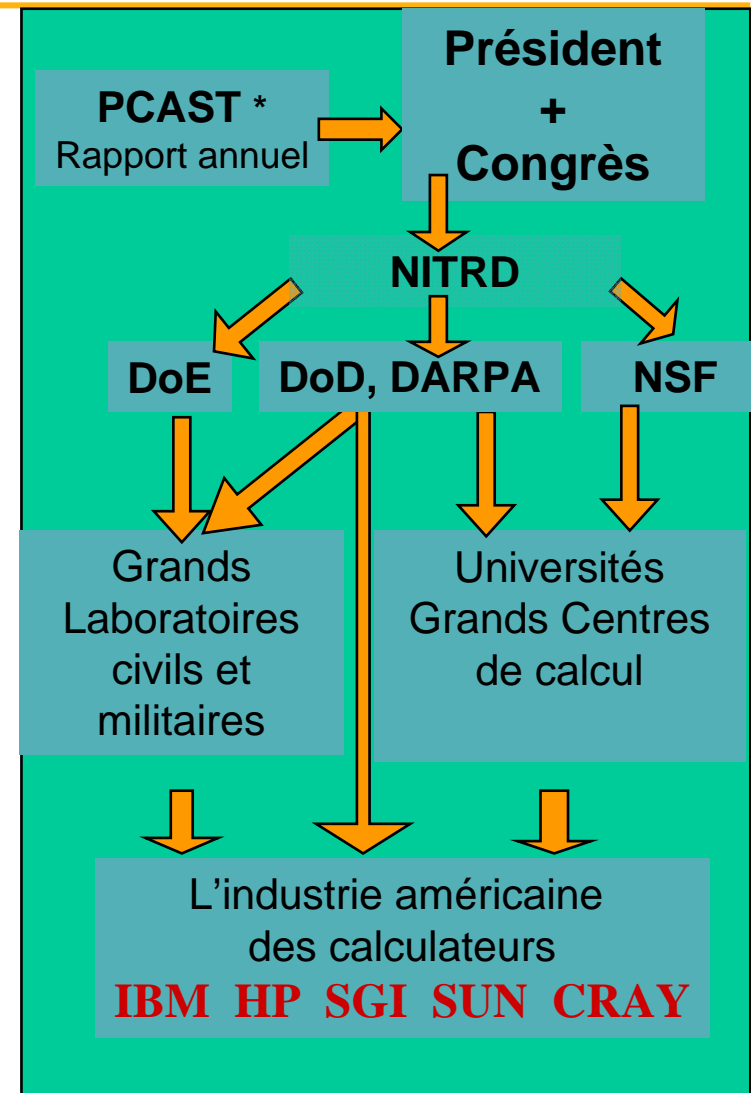 PCAST *
Rapport annuel
Président
+
Congrès
NITRD
DoE
DoD, DARPA
NSF
Grands
Laboratoires
civils et
militaires
Universités
Grands Centres
de calcul
L’industrie américaine
des calculateurs
IBM HP SGI SUN CRAY